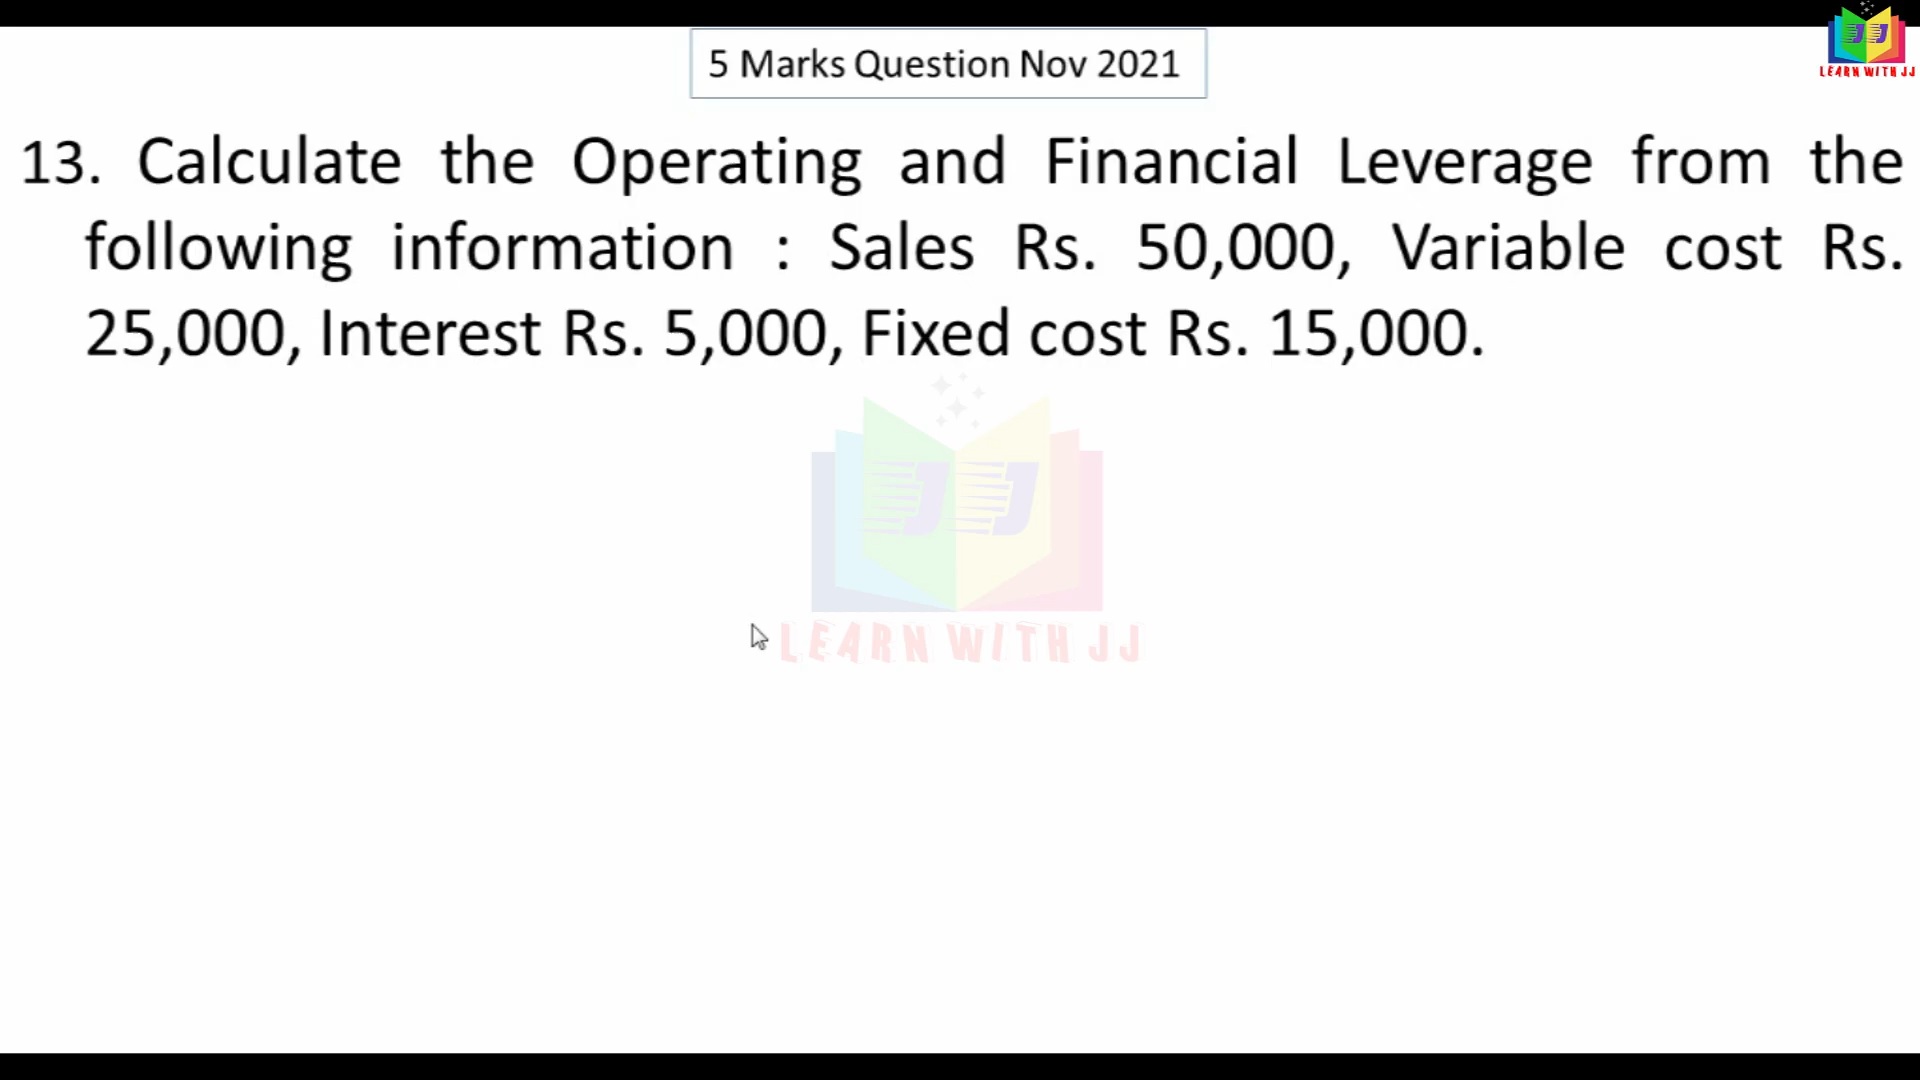 5 Marks Question Nov 2021
LEARN WITH JJ
13. Calculate the Operating and Financial Leverage from the
following information : Sales Rs. 50,000, Variable cost Rs.
25,000, Interest Rs. 5,000, Fixed cost Rs. 15,000.
JJ
LEARN WITH JJ